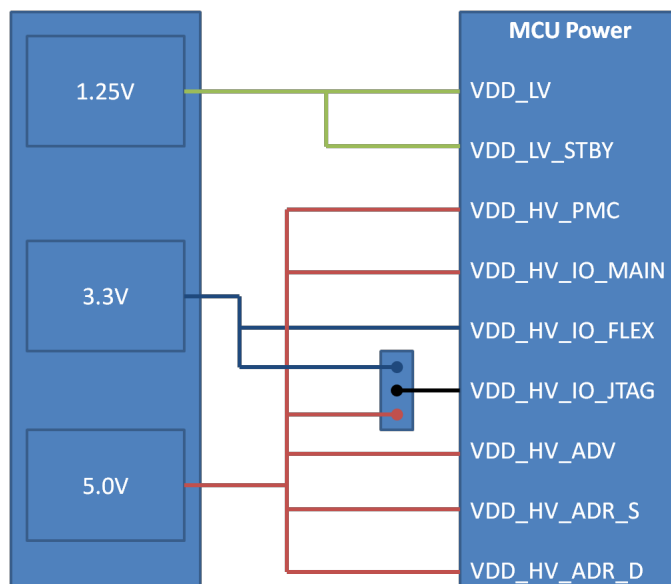 MCU Power
1.25V
VDD_LV
VDD_LV_STBY
VDD_HV_PMC
3.3V
VDD_HV_IO_MAIN
VDD_HV_IO_FLEX
VDD_HV_IO_JTAG
VDD_HV_ADV
5.0V
VDD_HV_ADR_S
VDD_HV_ADR_D